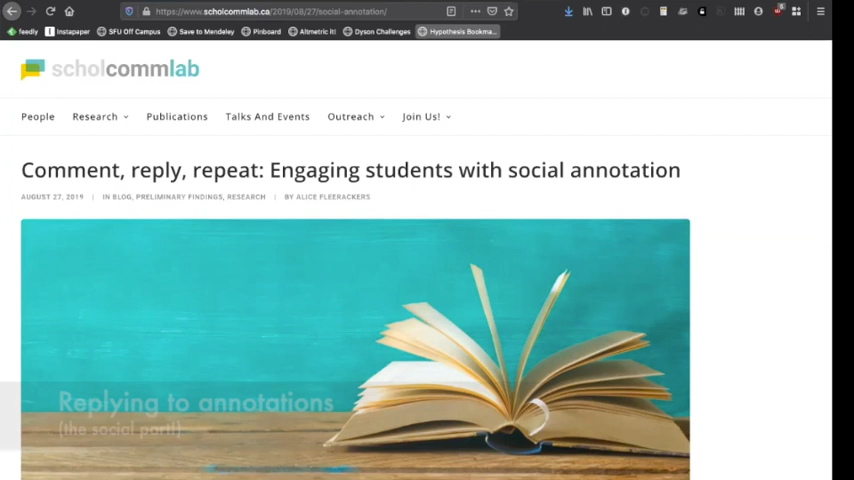 https://www.scholcommlab.ca/2019/08/27/social-annotation/
feedly Instapaper SFU Off Campus Save to Mendeley Pinboard Altmetric it! Dyson Challenges Hypothesis Bookma...
scholcommlab
People Research Publications Talks And Events Outreach Join Us!
Comment, reply, repeat: Engaging students with social annotation
AUGUST 27, 2019 | IN BLOG, PRELIMINARY FINDINGS, RESEARCH | BY ALICE FLEERACKERS
Replying to annotations
(the social part!)